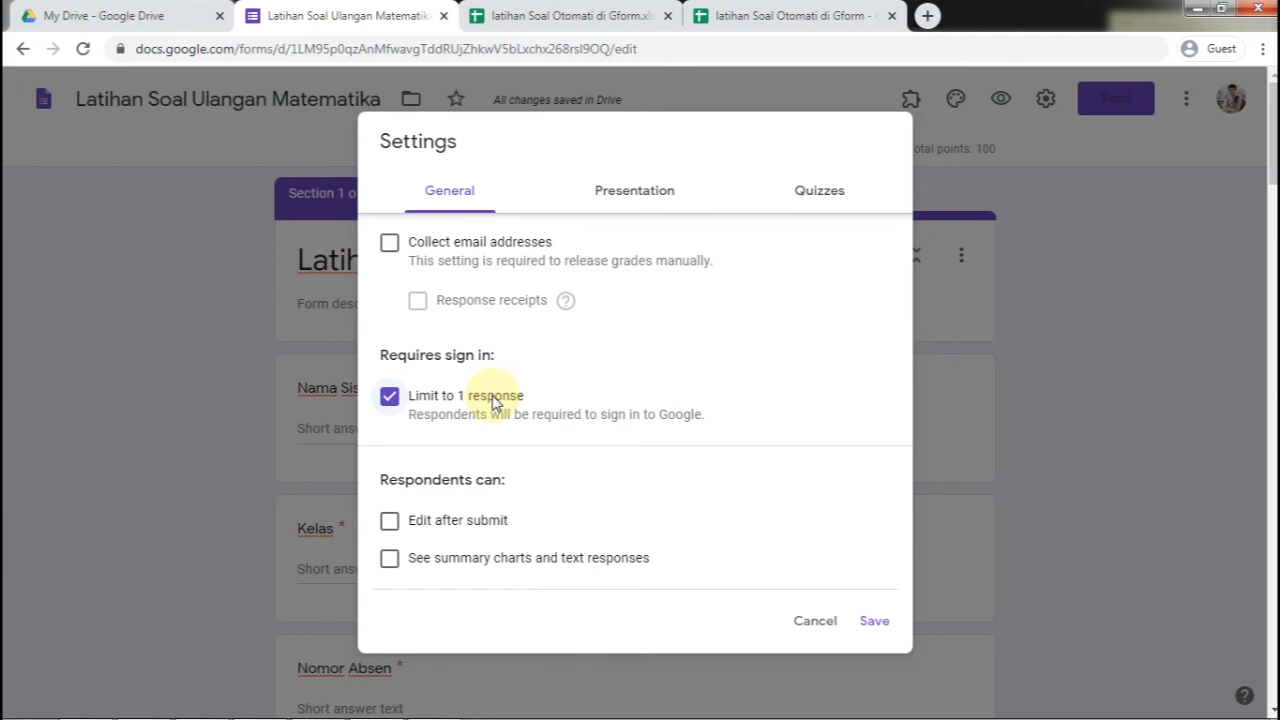 My Drive - Google Drive
Latihan Soal Ulangan Matematik
latihan Soal Otomati di Gform.xls
latihan Soal Otomati di Gform -
docs.google.com/forms/d/1LM95p0qzAnMfwavgTddRUjZhkwV5bLxchx268rsl9OQ/edit
Guest
Latihan Soal Ulangan Matematika
All changes saved in Drive
Send
Settings
otal points: 100
General
Presentation
Quizzes
Section 1 o
Collect email addresses
This setting is required to release grades manually.
Latih
Form desc
Response receipts
Requires sign in:
Nama Sis
Limit to 1 response
Respondents will be required to sign in to Google.
Short ans
Respondents can:
Edit after submit
Kelas *
See summary charts and text responses
Short ans
Cancel
Save
Nomor Absen *
Short answer text